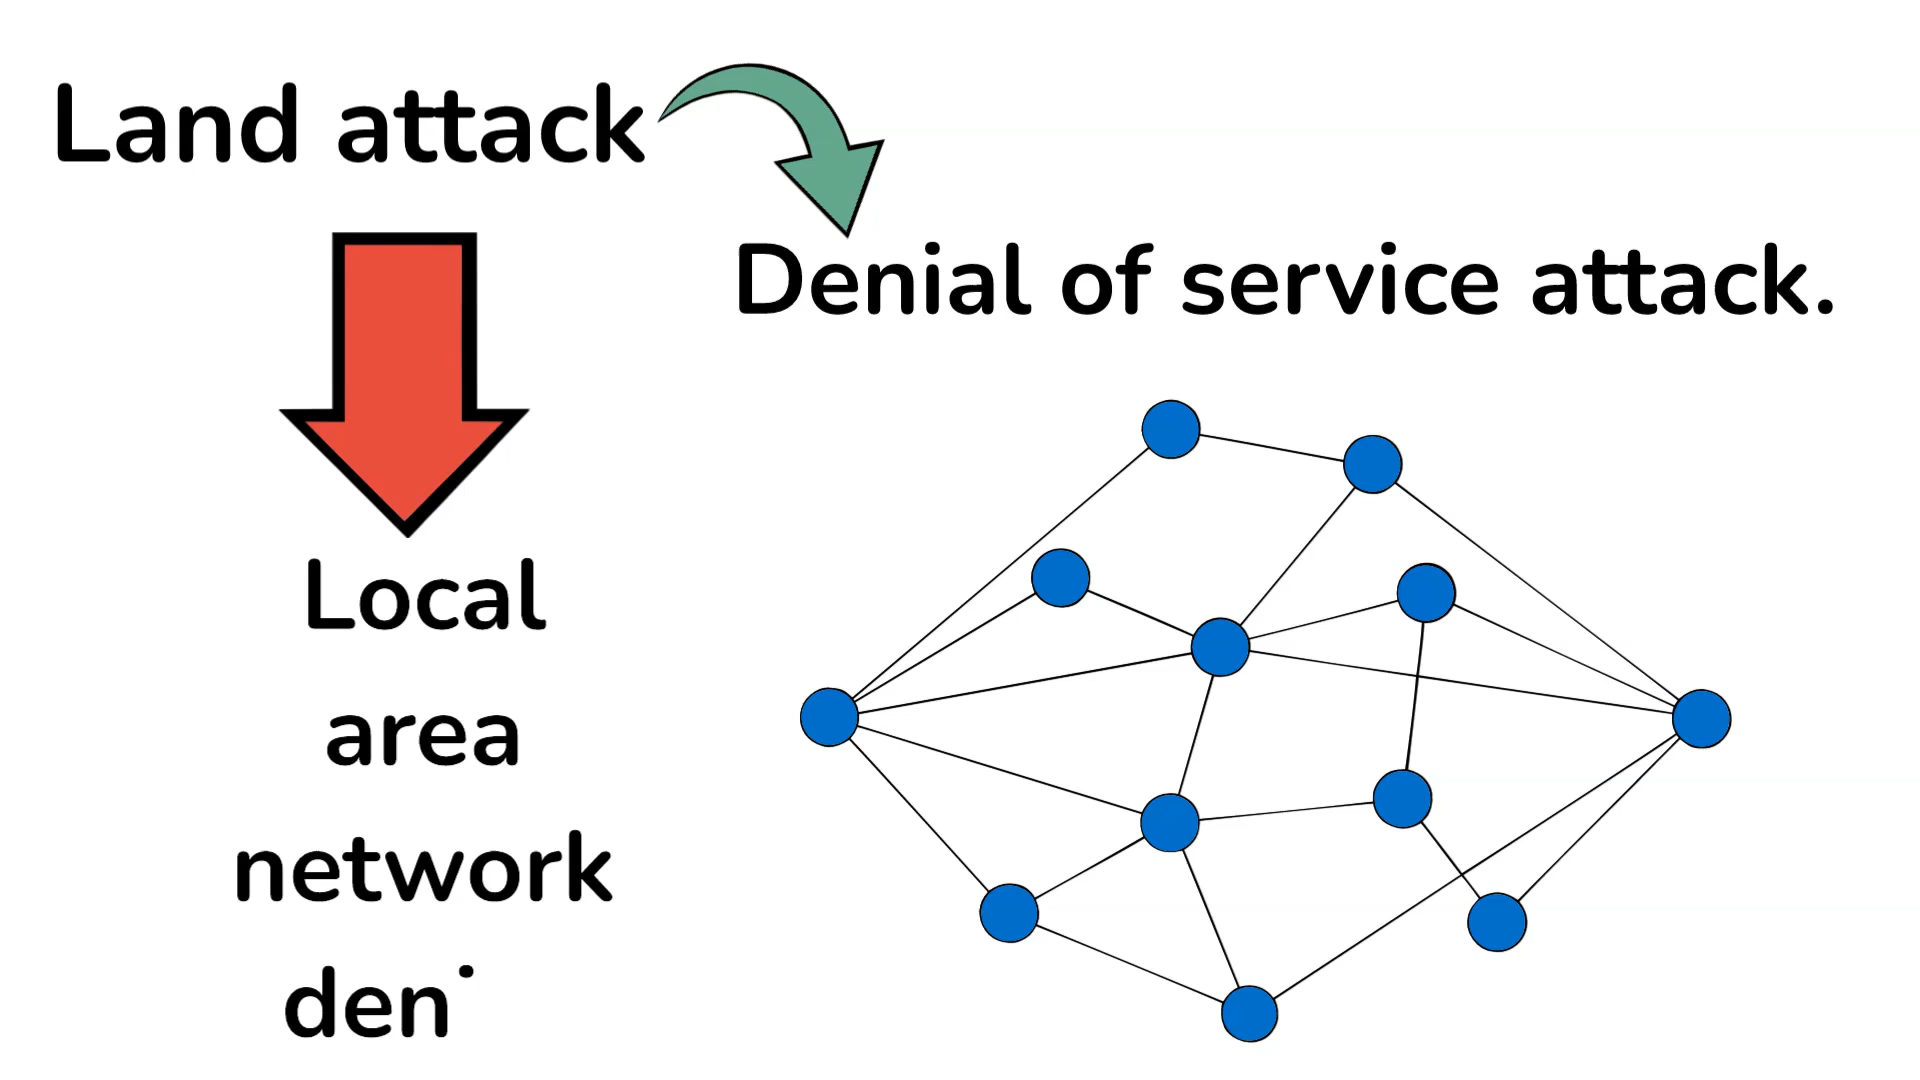 Land attack
Denial of service attack.
Local
area
network
den